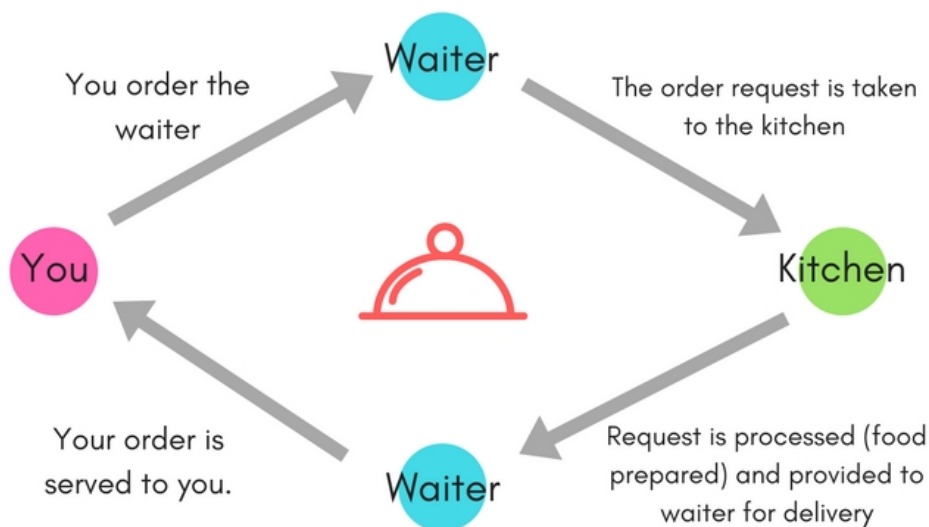 Waiter
You order the
waiter
The order request is taken
to the kitchen
You
Kitchen
Your order is
served to you.
Waiter
Request is processed (food
prepared) and provided to
waiter for delivery